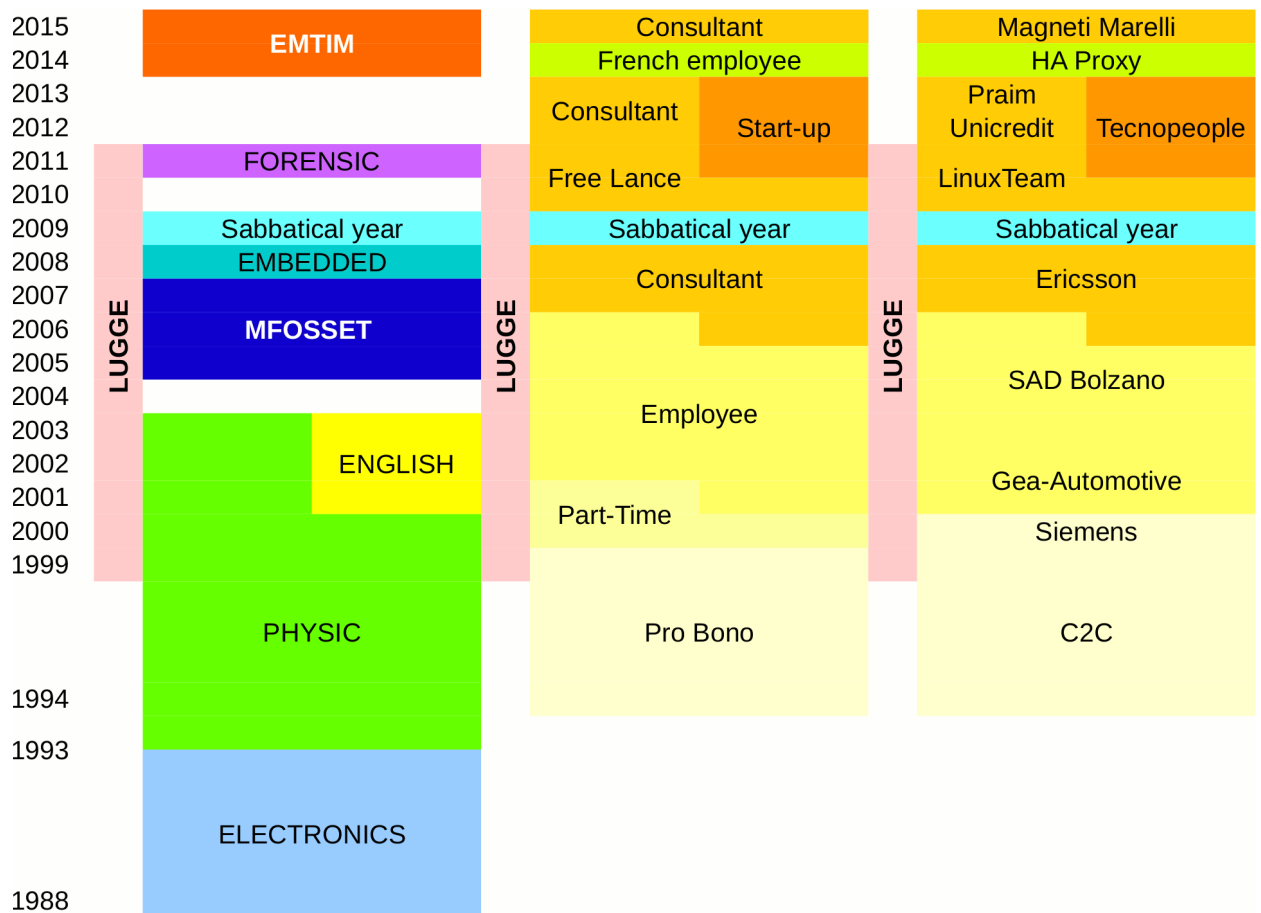 2015
EMTIM
Consultant
Magneti Marelli
2014
French employee
HA Proxy
2013
Consultant
Praim
2012
Start-up
Unicredit
Tecnopeople
2011
FORENSIC
Free Lance
LinuxTeam
2010
2009
Sabbatical year
Sabbatical year
Sabbatical year
2008
EMBEDDED
Consultant
Ericsson
2007
LUGGE
LUGGE
LUGGE
2006
MFOSSET
2005
SAD Bolzano
2004
Employee
2003
2002
ENGLISH
Gea-Automotive
2001
Part-Time
2000
Siemens
1999
PHYSIC
Pro Bono
C2C
1994
1993
ELECTRONICS
1988